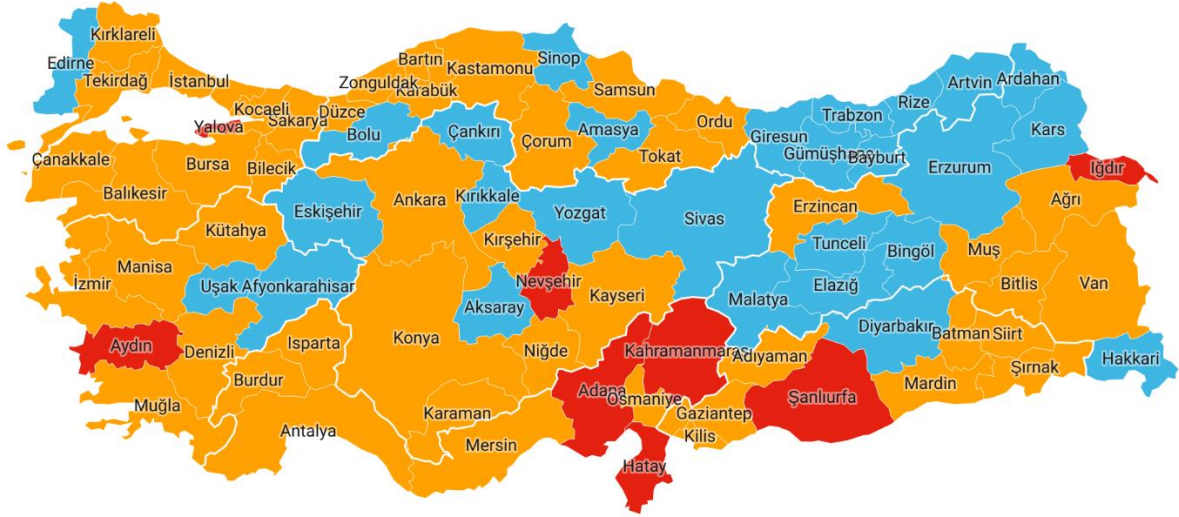 Kırklareli
Edirne
Tekirdağ
İstanbul
Kocaeli
Yalova
Sakarya
Düzce
Zonguldak
Bartın
Karabük
Kastamonu
Sinop
Samsun
Bolu
Çankırı
Çorum
Amasya
Ordu
Tokat
Giresun
Trabzon
Rize
Artvin
Ardahan
Gümüşhane
Bayburt
Kars
Erzurum
Iğdır
Çanakkale
Bursa
Bilecik
Balıkesir
Eskişehir
Ankara
Kırıkkale
Yozgat
Sivas
Erzincan
Ağrı
Kütahya
Kırşehir
Tunceli
Bingöl
Muş
Manisa
İzmir
Uşak
Afyonkarahisar
Nevşehir
Aksaray
Kayseri
Malatya
Elazığ
Bitlis
Van
Aydın
Denizli
Isparta
Konya
Niğde
Kahramanmaraş
Adıyaman
Diyarbakır
Batman
Siirt
Hakkari
Burdur
Muğla
Antalya
Karaman
Mersin
Adana
Osmaniye
Gaziantep
Kilis
Şanlıurfa
Mardin
Şırnak
Hatay